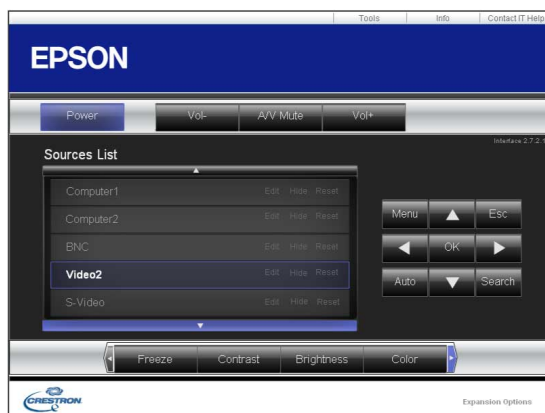 Tools Info Contact IT Help
EPSON
Power Vol- A/V Mute Vol+
Interface 2.7.2.1
Sources List
Computer1 Edit Hide Reset
Computer2 Edit Hide Reset
BNC Edit Hide Reset
Video2 Edit Hide Reset
S-Video Edit Hide Reset
Menu Esc
OK
Auto Search
Freeze Contrast Brightness Color
CRESTRON
Expansion Options